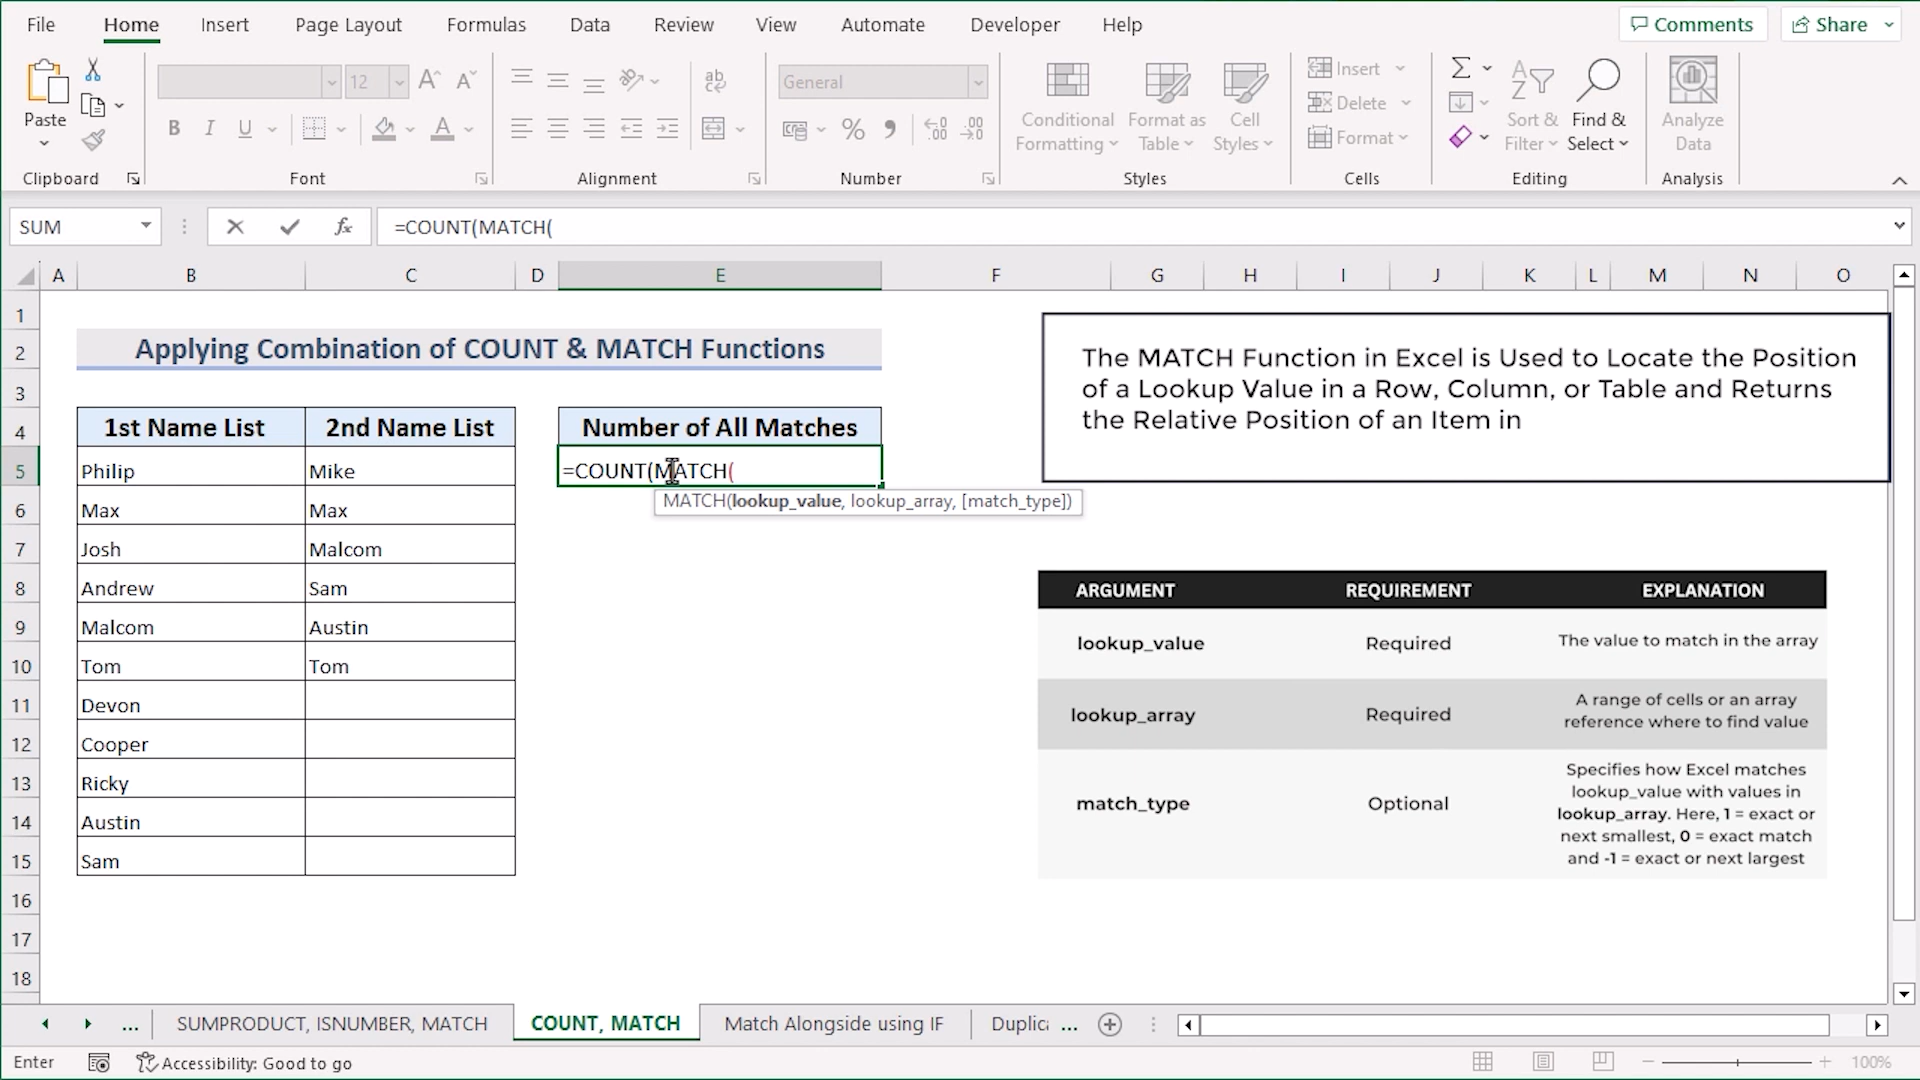 File Home Insert Page Layout Formulas Data Review View Automate Developer Help Comments Share
Paste
Clipboard
12
B I U A
Font
ab
Alignment
General
%
Number
Conditional Formatting
Format as Table
Cell Styles
Styles
Insert
Delete
Format
Cells
Sort & Filter
Find & Select
Editing
Analyze Data
Analysis
SUM fx =COUNT(MATCH(
A B C D E F G H I J K L M N O
1
2 Applying Combination of COUNT & MATCH Functions
3
4 1st Name List 2nd Name List Number of All Matches
5 Philip Mike =COUNT(MATCH(
MATCH(lookup_value, lookup_array, [match_type])
6 Max Max
7 Josh Malcom
8 Andrew Sam
9 Malcom Austin
10 Tom Tom
11 Devon
12 Cooper
13 Ricky
14 Austin
15 Sam
16
17
18
The MATCH Function in Excel is Used to Locate the Position
of a Lookup Value in a Row, Column, or Table and Returns
the Relative Position of an Item in
ARGUMENT REQUIREMENT EXPLANATION
lookup_value Required The value to match in the array
lookup_array Required A range of cells or an array
reference where to find value
match_type Optional Specifies how Excel matches
lookup_value with values in
lookup_array. Here, 1 = exact or
next smallest, 0 = exact match
and -1 = exact or next largest
... SUMPRODUCT, ISNUMBER, MATCH COUNT, MATCH Match Alongside using IF Duplic ...
Enter Accessibility: Good to go 100%